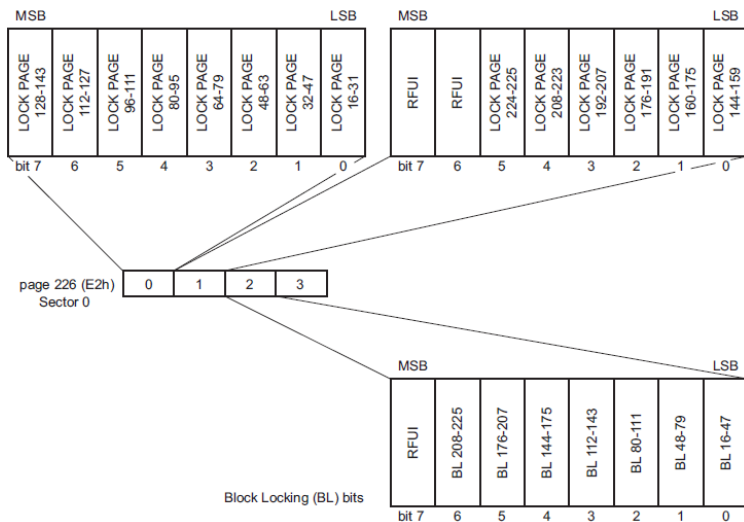 MSB LSB
LOCK PAGE 128-143
LOCK PAGE 112-127
LOCK PAGE 96-111
LOCK PAGE 80-95
LOCK PAGE 64-79
LOCK PAGE 48-63
LOCK PAGE 32-47
LOCK PAGE 16-31
bit 7 6 5 4 3 2 1 0
MSB LSB
RFUI
RFUI
LOCK PAGE 224-225
LOCK PAGE 208-223
LOCK PAGE 192-207
LOCK PAGE 176-191
LOCK PAGE 160-175
LOCK PAGE 144-159
bit 7 6 5 4 3 2 1 0
page 226 (E2h)
Sector 0
0 1 2 3
MSB LSB
RFUI
BL 208-225
BL 176-207
BL 144-175
BL 112-143
BL 80-111
BL 48-79
BL 16-47
Block Locking (BL) bits
bit 7 6 5 4 3 2 1 0